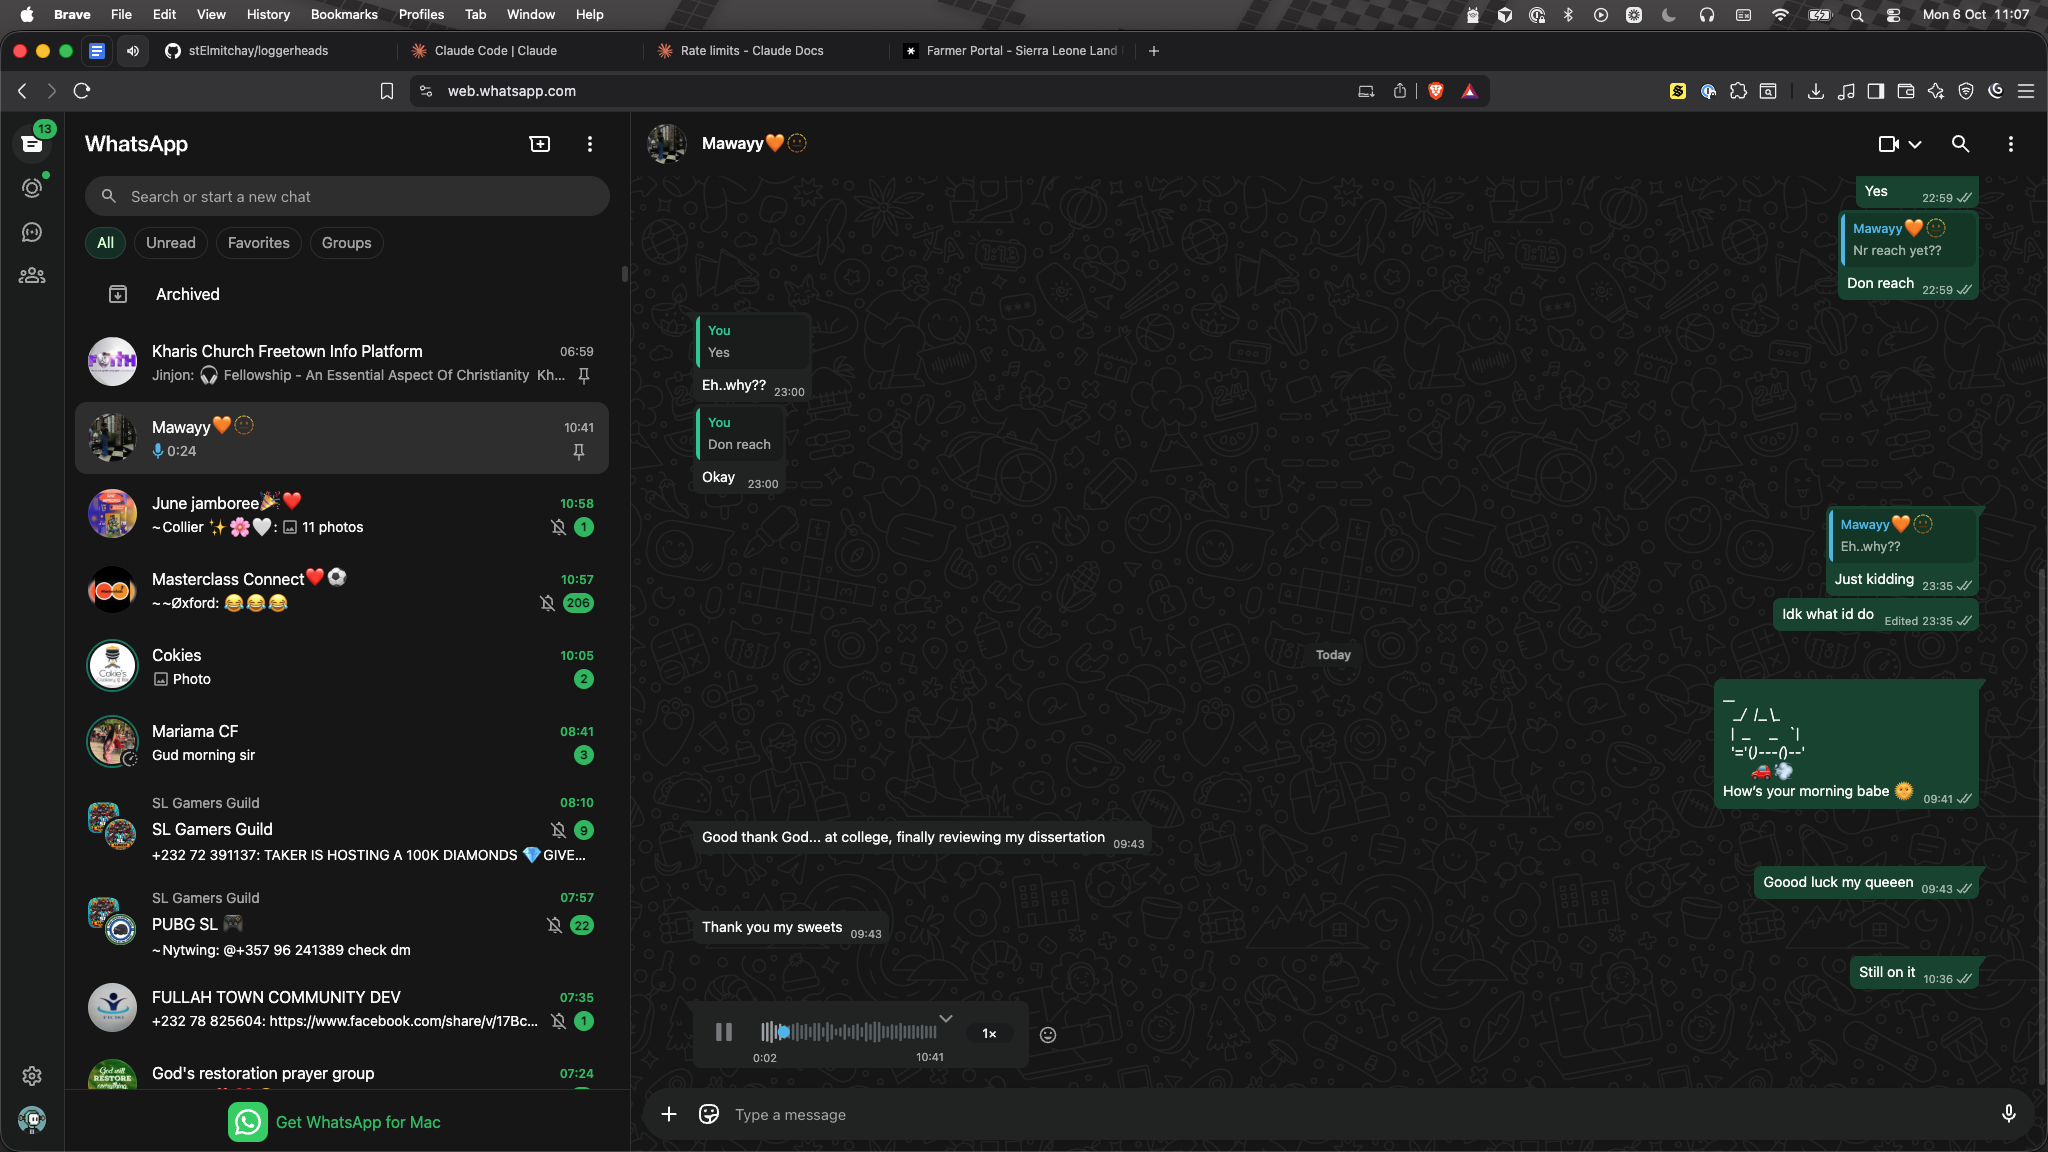 Brave File Edit View History Bookmarks Profiles Tab Window Help
Mon 6 Oct 11:07
stElmitchay/loggerheads
Claude Code | Claude
Rate limits - Claude Docs
Farmer Portal - Sierra Leone Land
web.whatsapp.com
13
WhatsApp
Search or start a new chat
All Unread Favorites Groups
Archived
Kharis Church Freetown Info Platform 06:59
Jinjon: 🎧 Fellowship - An Essential Aspect Of Christianity Kh...
Mawayy🧡🫥 10:41
0:24
June jamboree🎉❤️ 10:58
~Collier ✨🌸🤍: 11 photos 1
Masterclass Connect❤️⚽ 10:57
~~Øxford: 😂😂😂 206
Cokies 10:05
Photo 2
Mariama CF 08:41
Gud morning sir 3
SL Gamers Guild 08:10
SL Gamers Guild 9
+232 72 391137: TAKER IS HOSTING A 100K DIAMONDS 💎GIVE...
SL Gamers Guild 07:57
PUBG SL 🎮 22
~Nytwing: @+357 96 241389 check dm
FULLAH TOWN COMMUNITY DEV 07:35
+232 78 825604: https://www.facebook.com/share/v/17Bc... 1
God's restoration prayer group 07:24
Get WhatsApp for Mac
Mawayy🧡🫥
Yes 22:59
Mawayy🧡🫥
Nr reach yet??
Don reach 22:59
You
Yes
Eh..why?? 23:00
You
Don reach
Okay 23:00
Mawayy🧡🫥
Eh..why??
Just kidding 23:35
Idk what id do Edited 23:35
Today
__
_/ /_ \_
| _ _ `|
'='()---()--'
🚗💨
How's your morning babe 🌞 09:41
Good thank God... at college, finally reviewing my dissertation 09:43
Goood luck my queeen 09:43
Thank you my sweets 09:43
Still on it 10:36
1×
0:02 10:41
Type a message